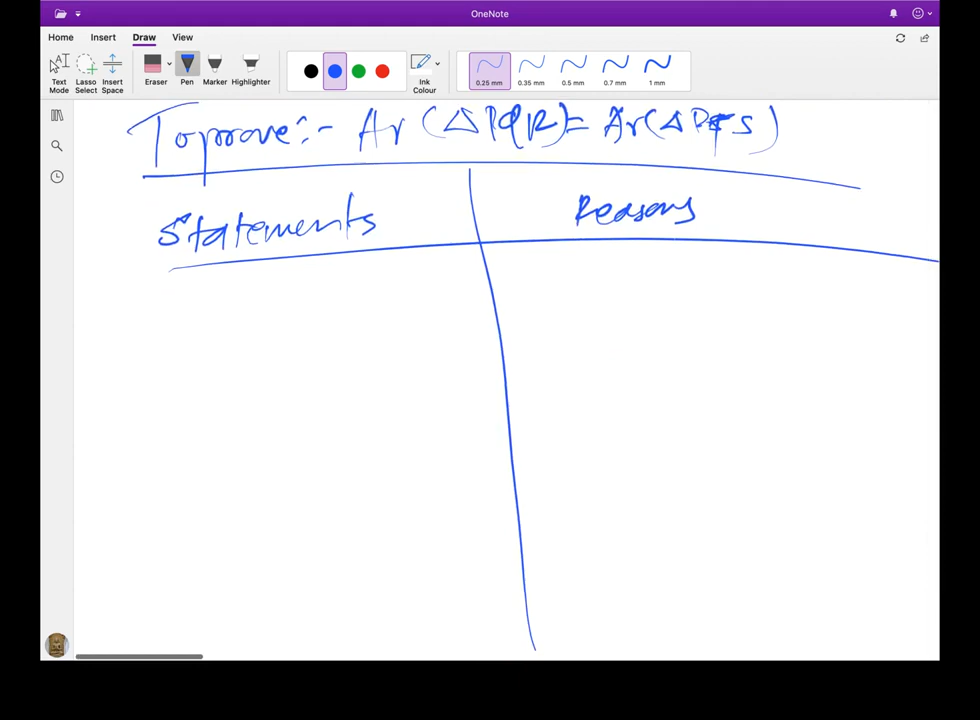 OneNote
Home Insert Draw View
Text Mode Lasso Select Insert Space Eraser Pen Marker Highlighter Ink Colour 0.25 mm 0.35 mm 0.5 mm 0.7 mm 1 mm
To prove :- Ar (△ PQR) = Ar(△
Statements Reasons